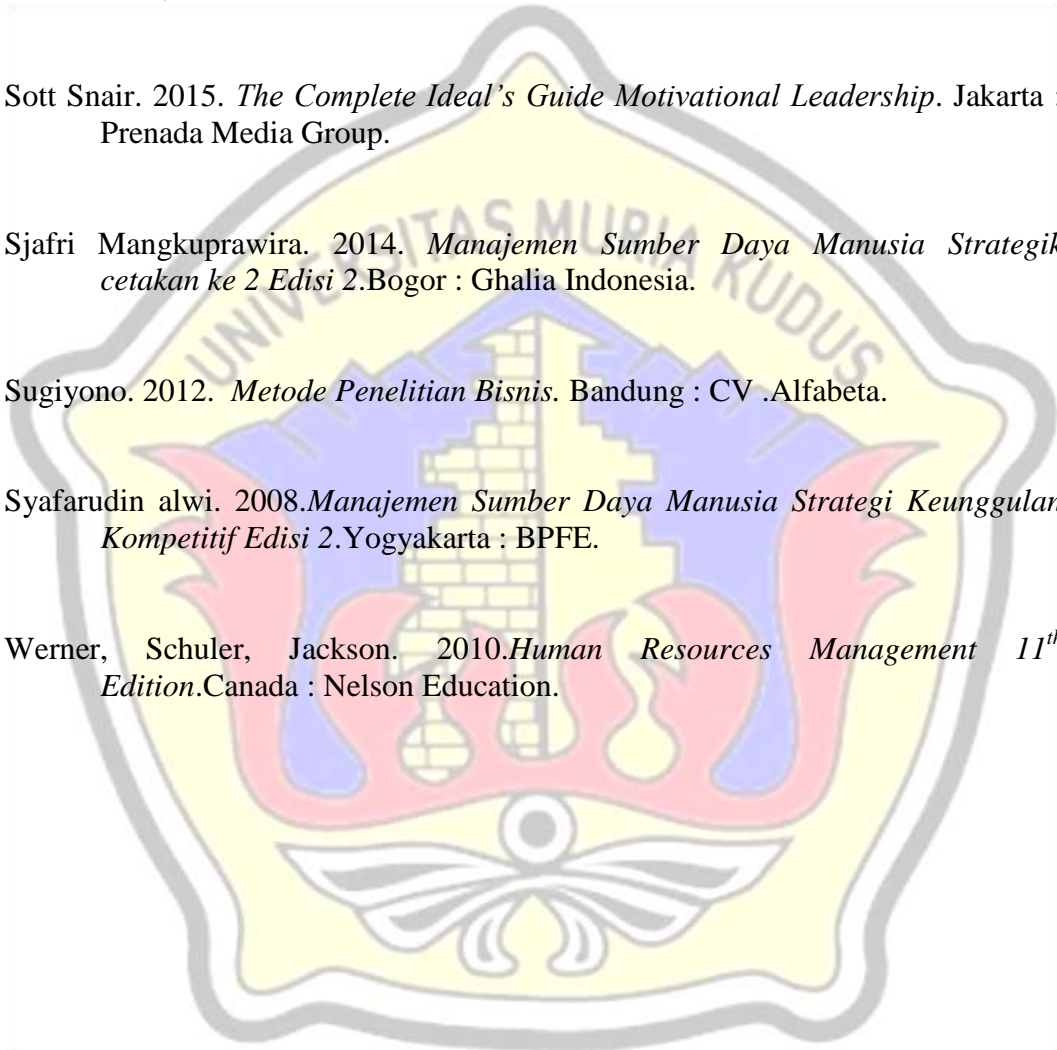 Sott Snair. 2015. The Complete Ideal's Guide Motivational Leadership. Jakarta :
Prenada Media Group.
Sjafri Mangkuprawira. 2014. Manajemen Sumber Daya Manusia Strategik
cetakan ke 2 Edisi 2.Bogor : Ghalia Indonesia.
Sugiyono. 2012. Metode Penelitian Bisnis. Bandung : CV .Alfabeta.
Syafarudin alwi. 2008.Manajemen Sumber Daya Manusia Strategi Keunggulan
Kompetitif Edisi 2.Yogyakarta : BPFE.
Werner, Schuler, Jackson. 2010.Human Resources Management 11th
Edition.Canada : Nelson Education.
UNIVERSITAS MURIA KUDUS